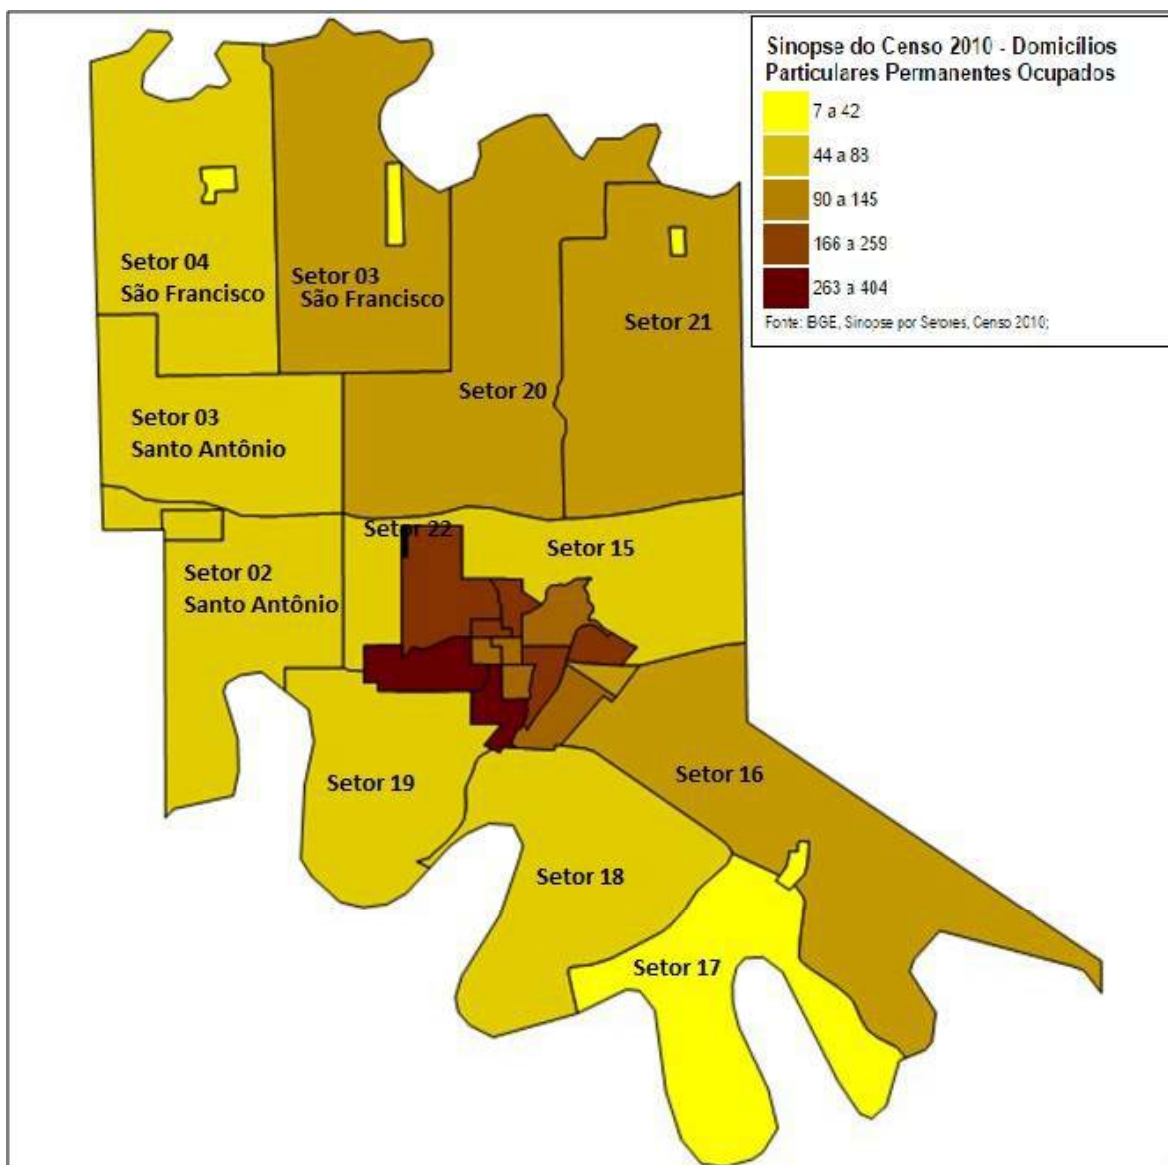 Sinopse do Censo 2010 - Domicílios
Particulares Permanentes Ocupados
7 a 42
44 a 83
90 a 145
166 a 259
263 a 404
Fonte: IBGE, Sinopse por Setores, Censo 2010;
Setor 04
São Francisco
Setor 03
São Francisco
Setor 21
Setor 20
Setor 03
Santo Antônio
Setor 22
Setor 15
Setor 02
Santo Antônio
Setor 16
Setor 19
Setor 18
Setor 17